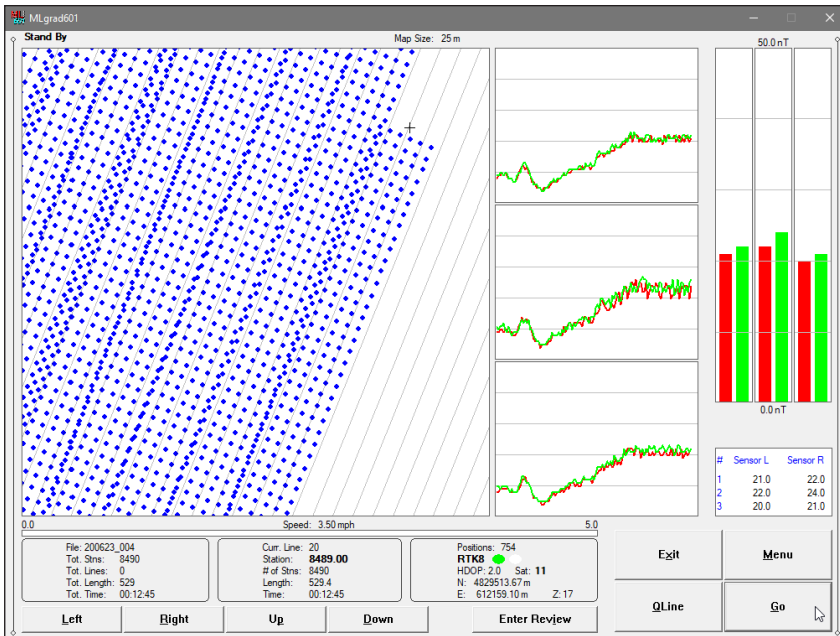 MLgrad601
Stand By
Map Size: 25 m
50.0 nT
0.0 nT
# Sensor L Sensor R
1 21.0 22.0
2 22.0 24.0
3 20.0 21.0
0.0 Speed: 3.50 mph 5.0
File: 200623_004
Tot. Stns: 8490
Tot. Lines: 0
Tot. Length: 529
Tot. Time: 00:12:45
Curr. Line: 20
Station: 8489.00
# of Stns: 8490
Length: 529.4
Time: 00:12:45
Positions: 754
RTK8
HDOP: 2.0 Sat: 11
N: 4829513.67 m
E: 612159.10 m Z: 17
Exit
Menu
QLine
Go
Left
Right
Up
Down
Enter Review